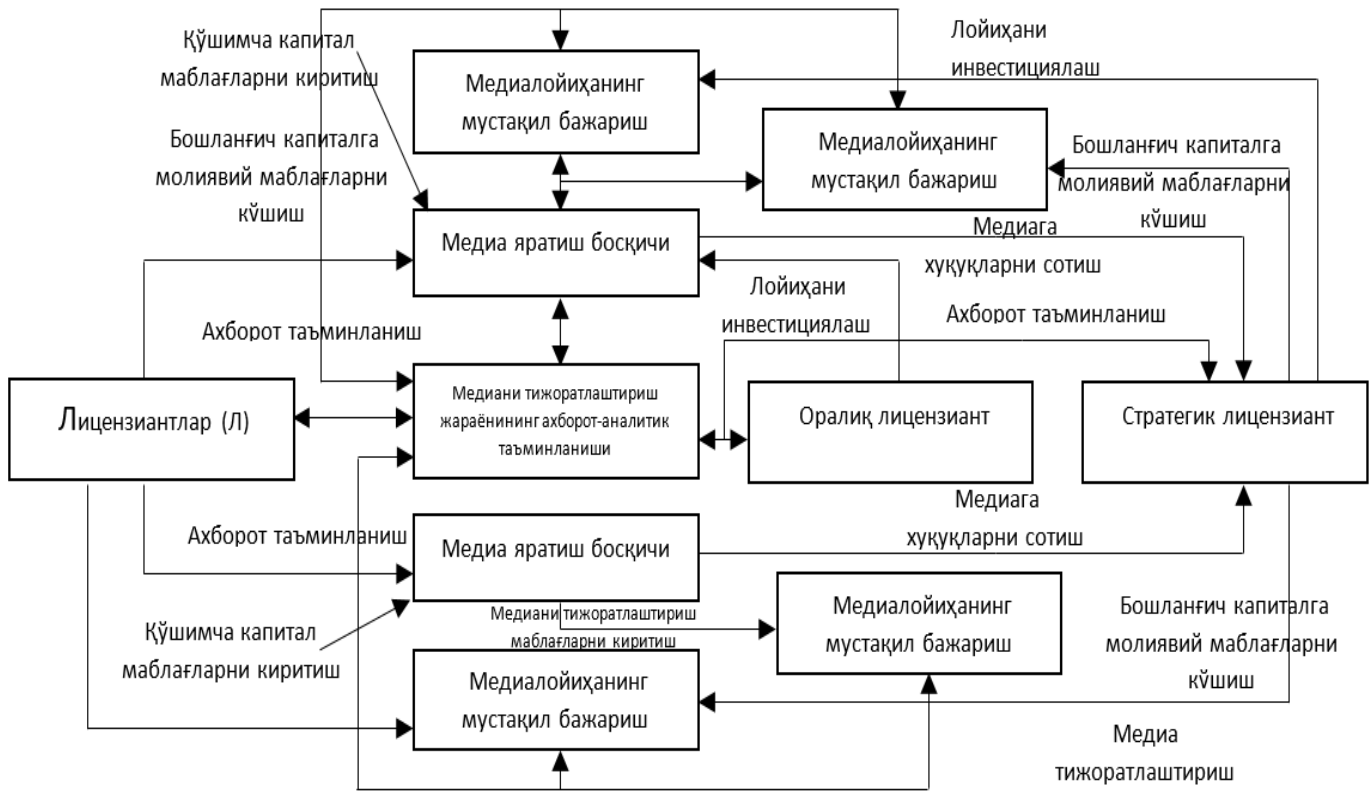 Қўшимча капитал
маблағларни киритиш
Лойиҳани
инвестициялаш
Медиалойиҳанинг
мустақил бажариш
Медиалойиҳанинг
мустақил бажариш
Бошланғич капиталга
молиявий маблағларни
кўшиш
Бошланғич капиталга
молиявий маблағларни
кўшиш
Медиа яратиш босқичи
Медиага
хуқуқларни сотиш
Лойиҳани
инвестициялаш
Ахборот таъминланиш
Ахборот таъминланиш
Лицензиантлар (Л)
Медиани тижоратлаштириш
жараёнининг ахборот-аналитик
таъминланиши
Оралиқ лицензиант
Стратегик лицензиант
Ахборот таъминланиш
Медиа яратиш босқичи
Медиага
хуқуқларни сотиш
Медиани тижоратлаштириш
маблағларни киритиш
Медиалойиҳанинг
мустақил бажариш
Қўшимча капитал
маблағларни киритиш
Бошланғич капиталга
молиявий маблағларни
кўшиш
Медиалойиҳанинг
мустақил бажариш
Медиа
тижоратлаштириш